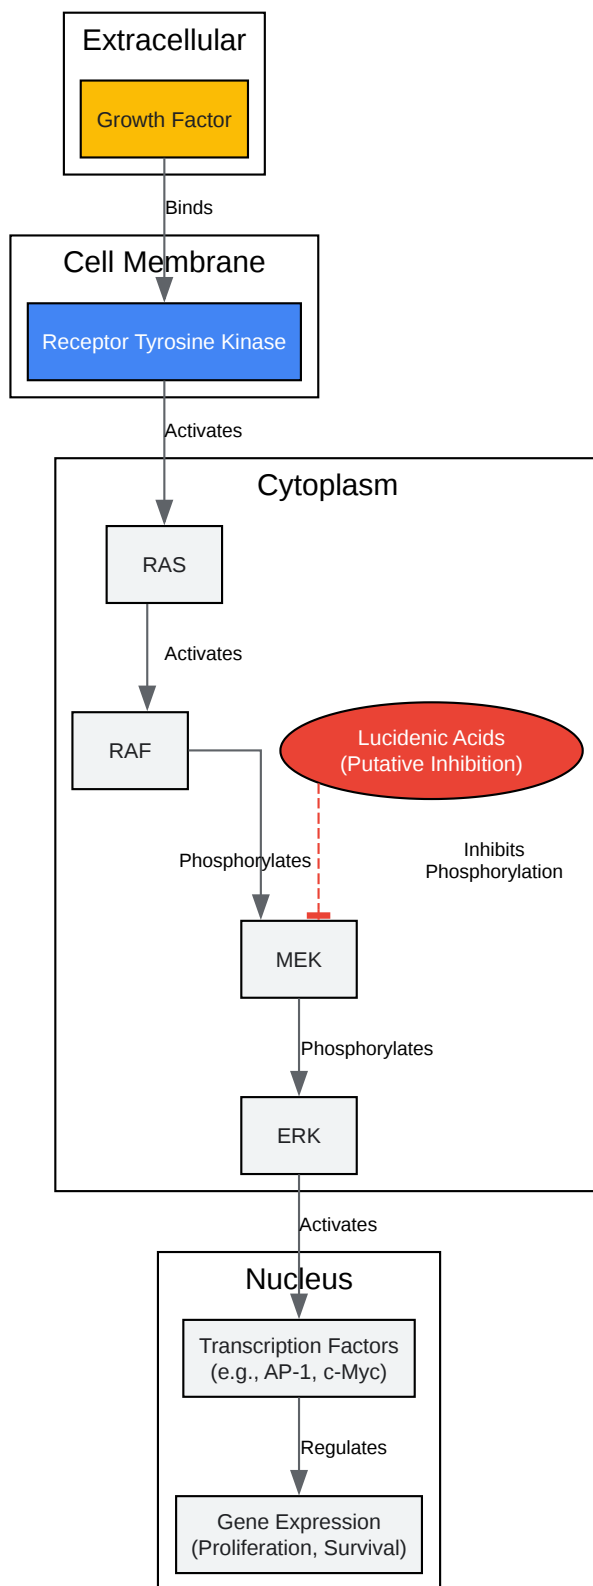 Extracellular
Growth Factor
Binds
Cell Membrane
Receptor Tyrosine Kinase
Activates
Cytoplasm
RAS
Activates
RAF
Lucidenic Acids
(Putative Inhibition)
Phosphorylates
Inhibits
Phosphorylation
MEK
Phosphorylates
ERK
Activates
Nucleus
Transcription Factors
(e.g., AP-1, c-Myc)
Regulates
Gene Expression
(Proliferation, Survival)